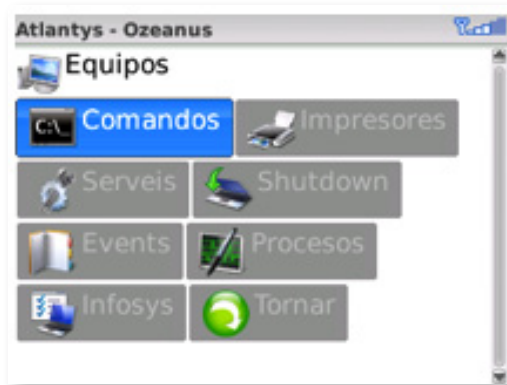 Atlantys - Ozeanus
Equipos
C:\_ Comandos Impresores
Serveis Shutdown
Events Procesos
Infosys Tornar